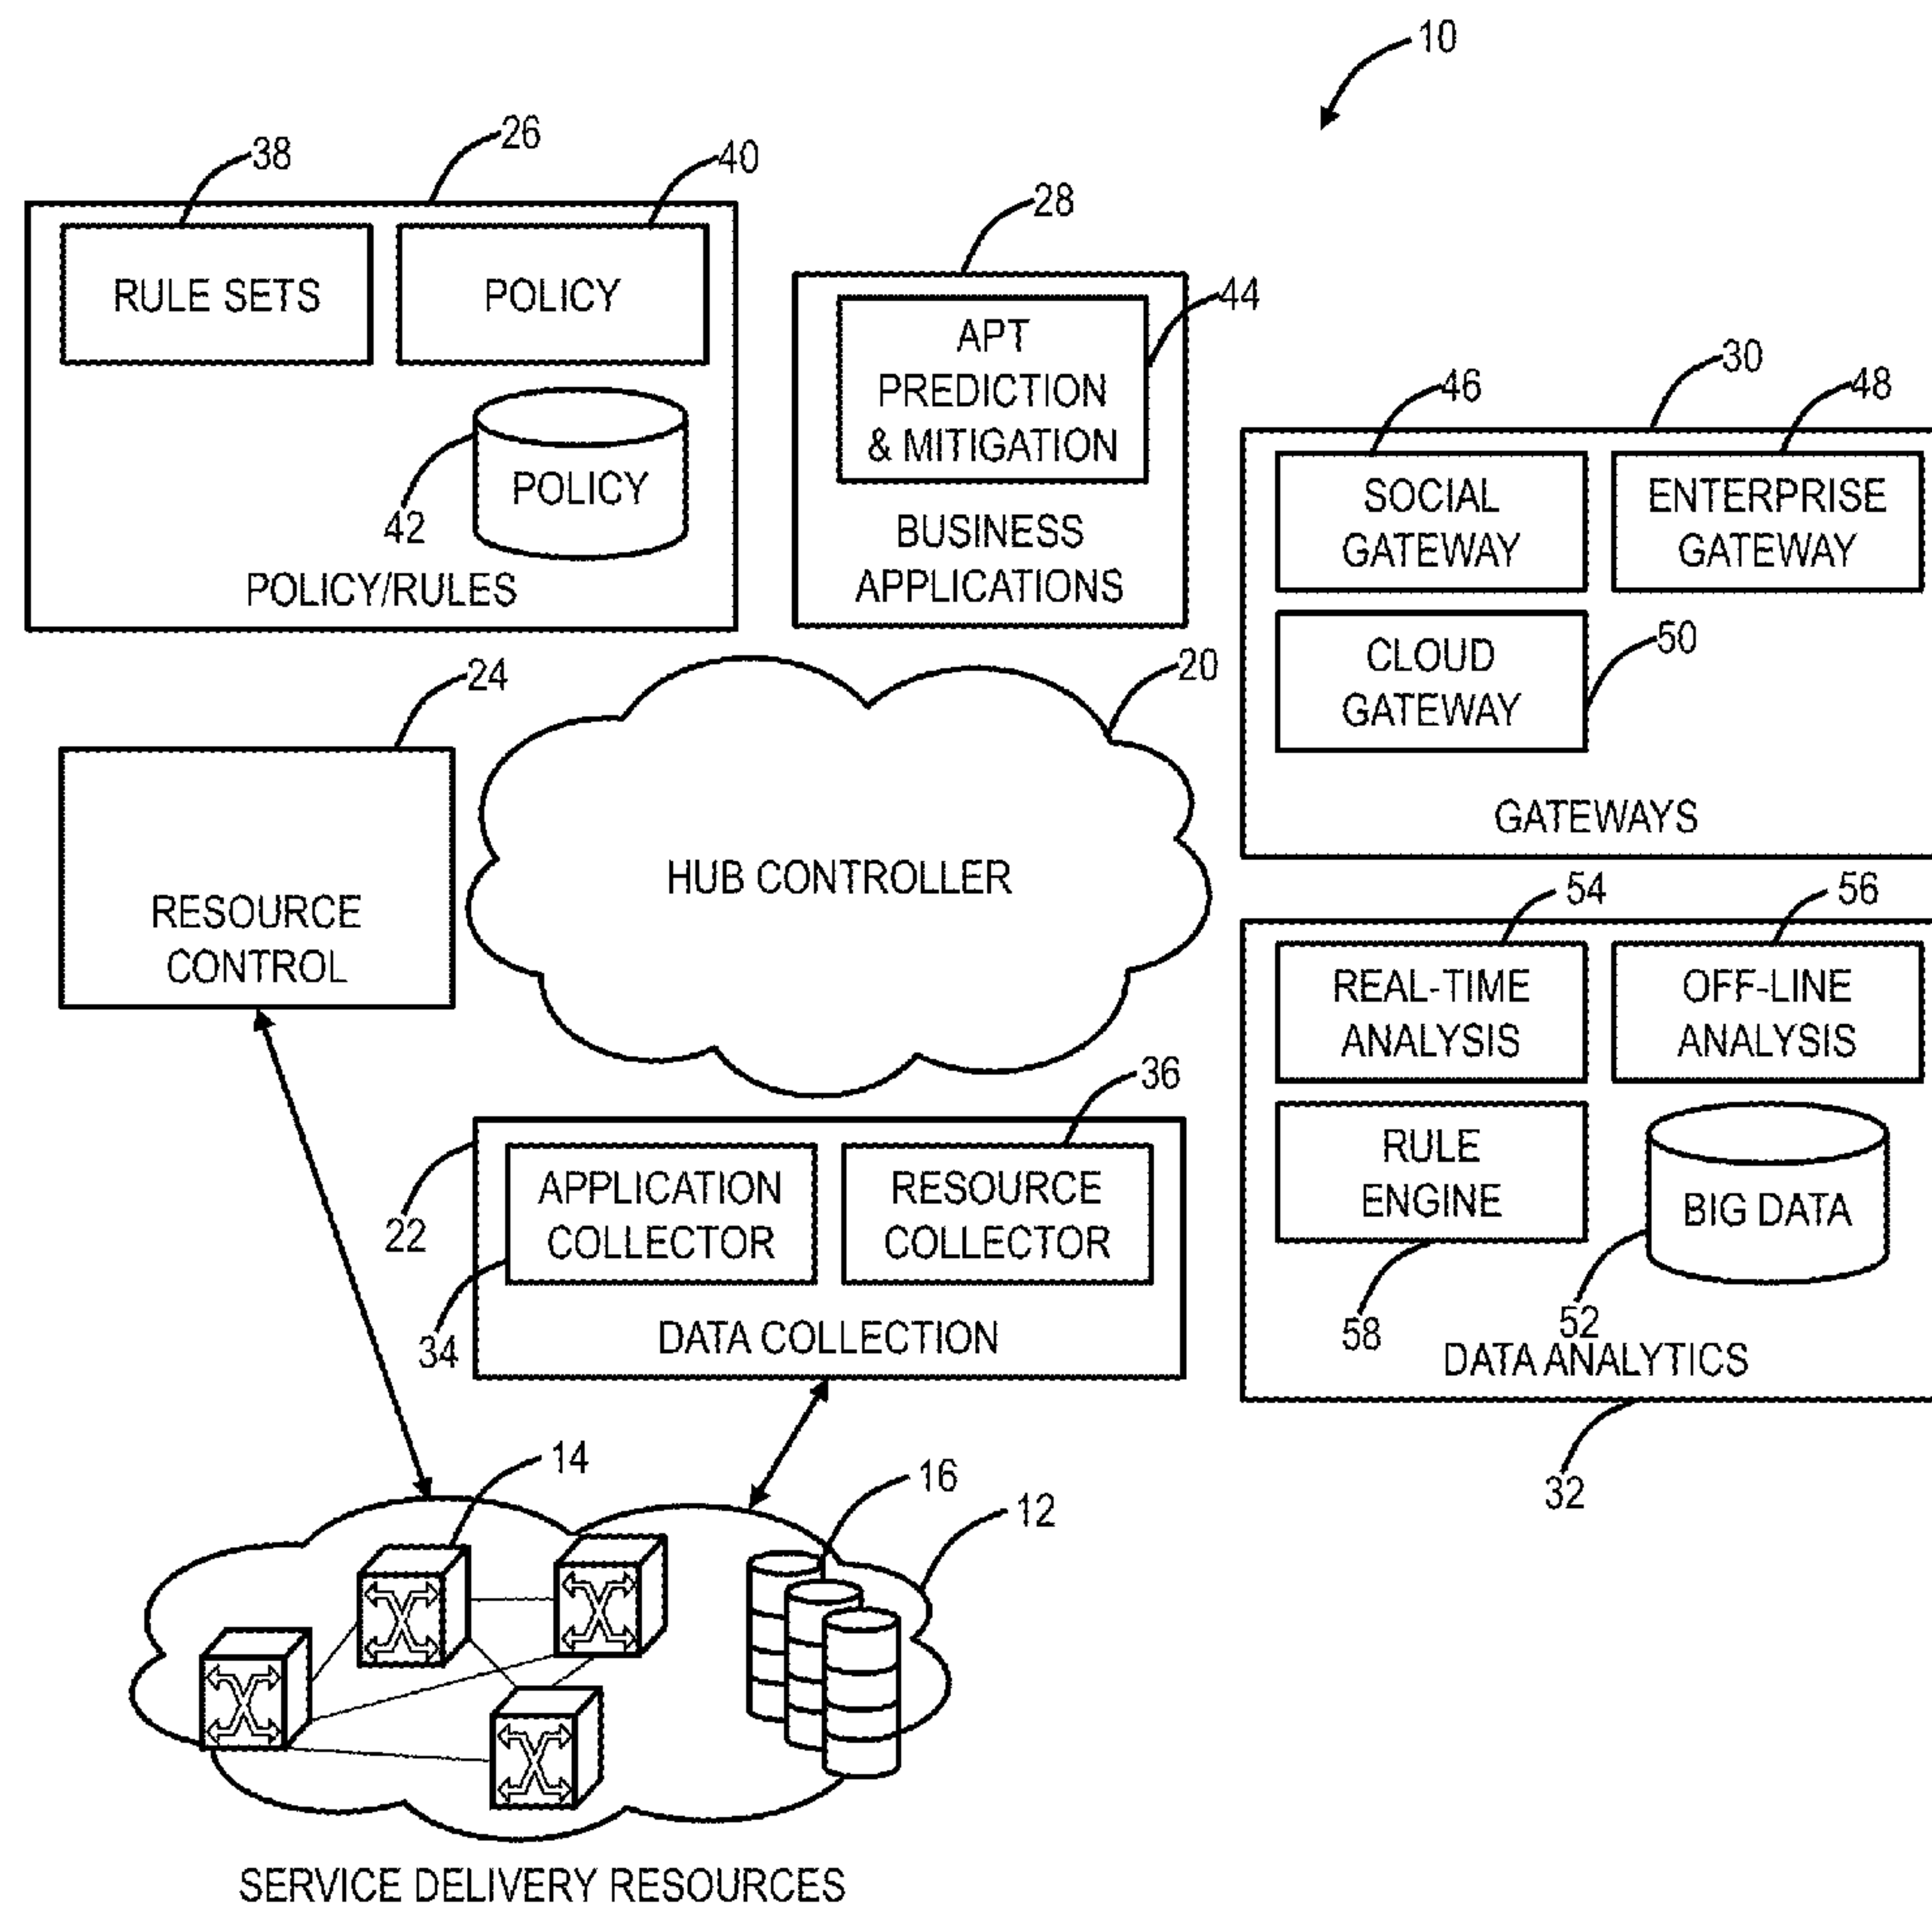 10
26
38
40
RULE SETS
POLICY
42
POLICY
POLICY/RULES
28
44
APT
PREDICTION
& MITIGATION
BUSINESS
APPLICATIONS
30
46
48
SOCIAL
GATEWAY
ENTERPRISE
GATEWAY
CLOUD
GATEWAY
50
GATEWAYS
24
RESOURCE
CONTROL
20
HUB CONTROLLER
54
56
REAL-TIME
ANALYSIS
OFF-LINE
ANALYSIS
RULE
ENGINE
BIG DATA
58
52
DATA ANALYTICS
32
36
22
APPLICATION
COLLECTOR
RESOURCE
COLLECTOR
34
DATA COLLECTION
14
16
12
SERVICE DELIVERY RESOURCES